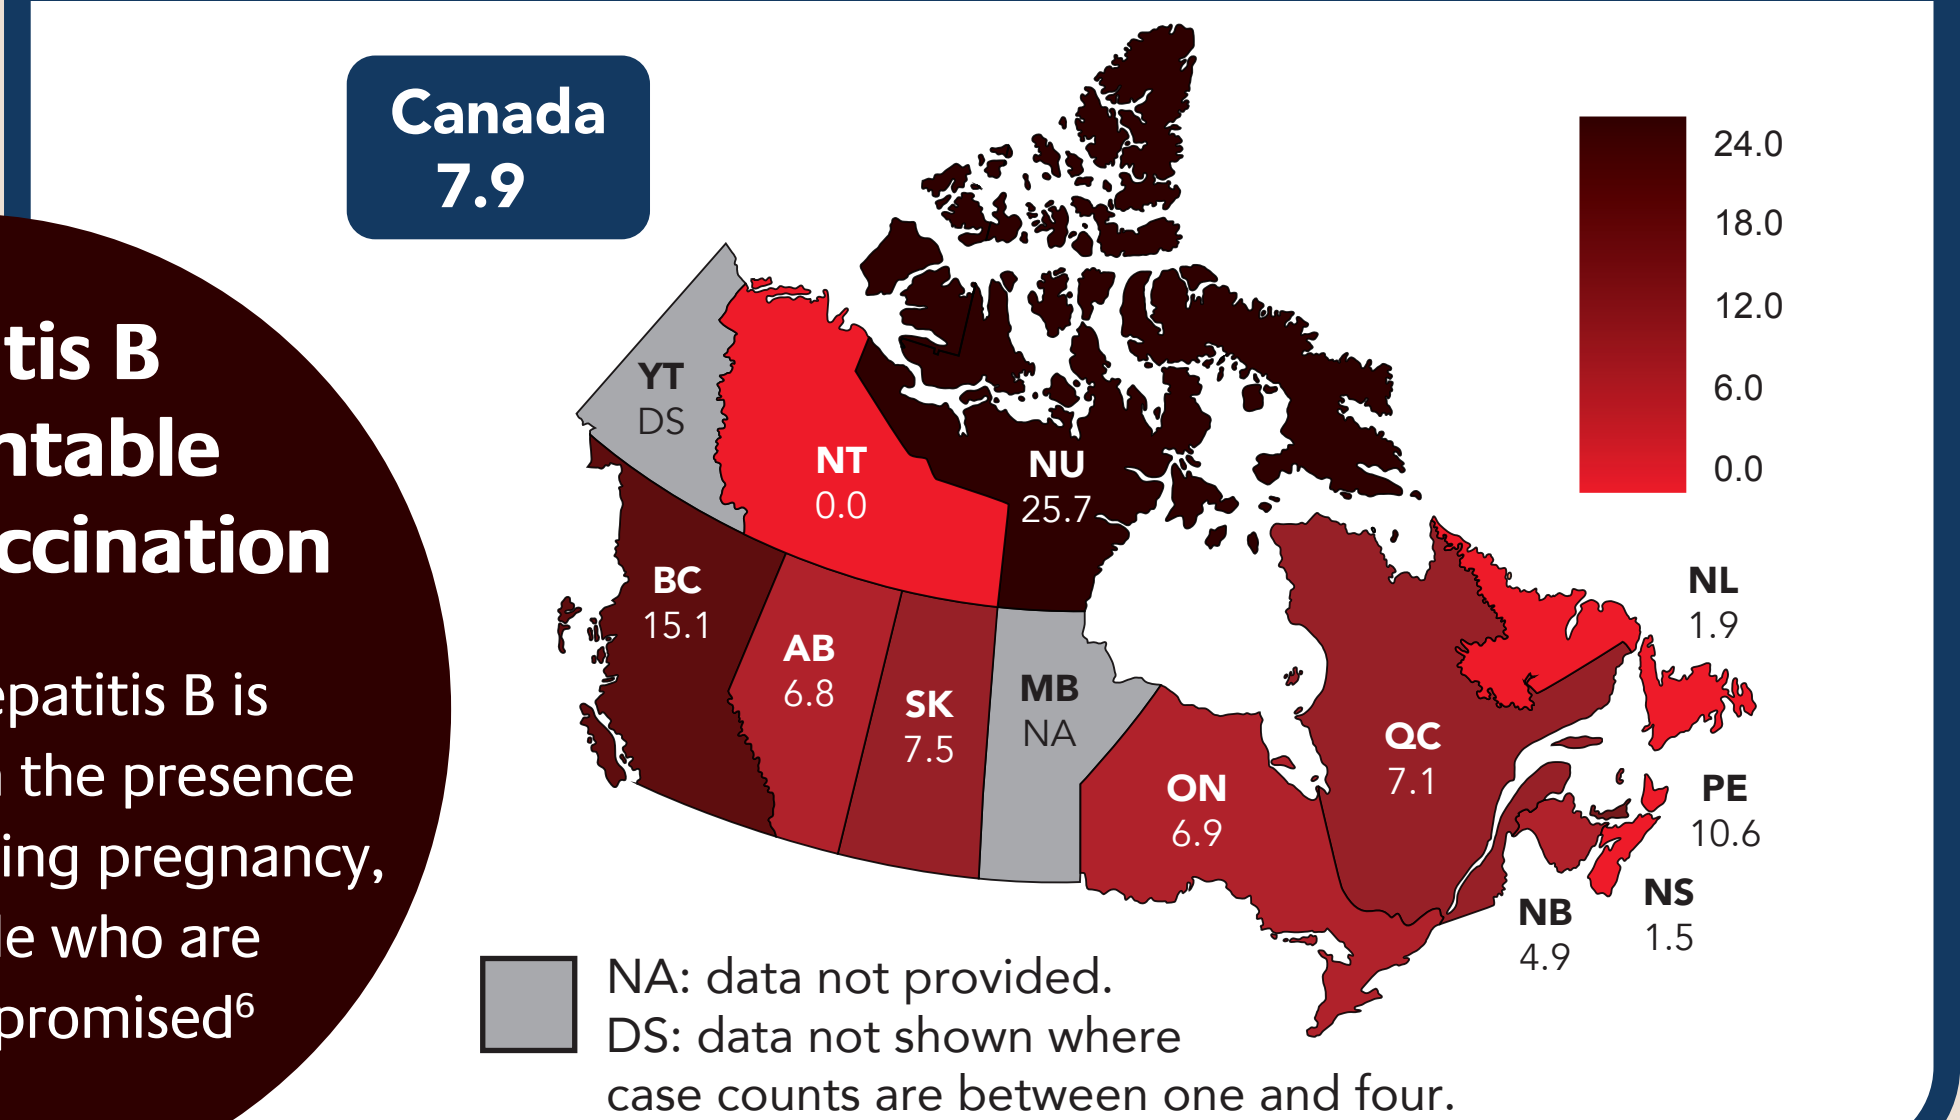 Canada
7.9
tis B
ntable
ccination
epatitis B is
the presence
ing pregnancy,
le who are
promised6
24.0
18.0
12.0
6.0
0.0
YT
DS
NT
0.0
NU
25.7
BC
15.1
AB
6.8
SK
7.5
MB
NA
ON
6.9
QC
7.1
NL
1.9
PE
10.6
NS
1.5
NB
4.9
NA: data not provided.
DS: data not shown where
case counts are between one and four.